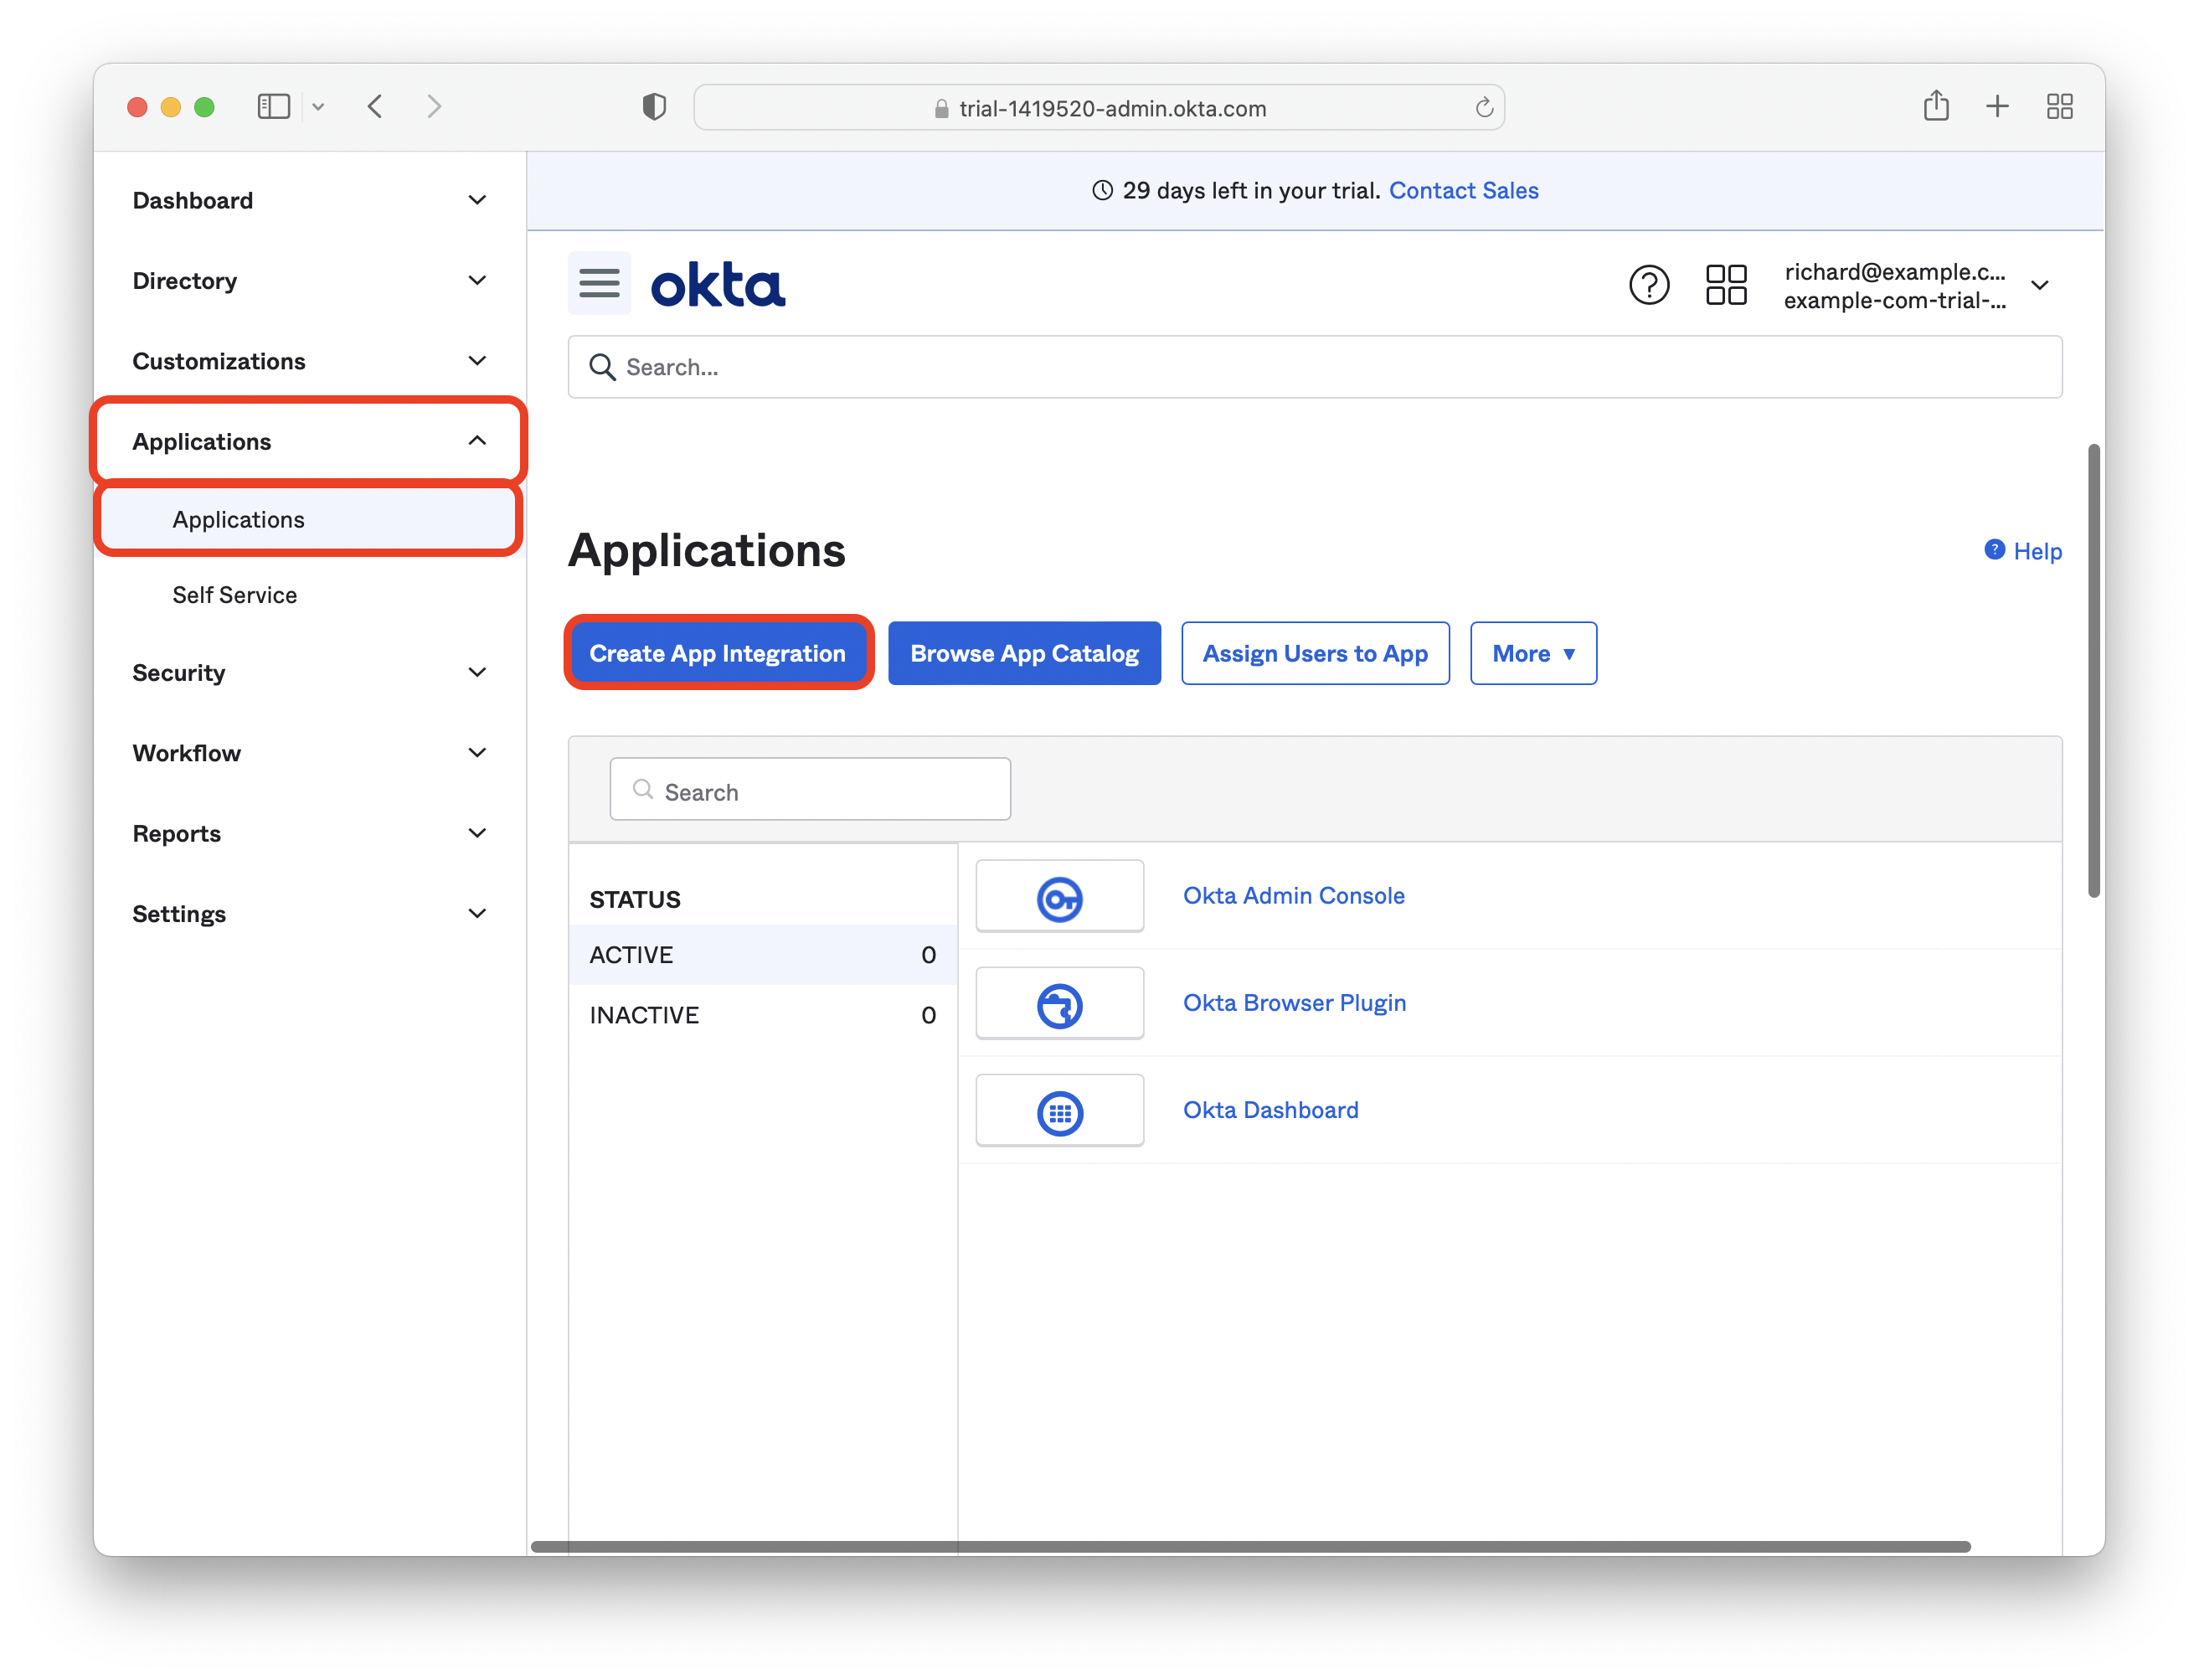 trial-1419520-admin.okta.com
Dashboard
Directory
Customizations
Applications
Applications
Self Service
Security
Workflow
Reports
Settings
29 days left in your trial. Contact Sales
okta
richard@example.c...
example-com-trial-...
Search...
Applications
Help
Create App Integration
Browse App Catalog
Assign Users to App
More
Search
STATUS
ACTIVE 0
INACTIVE 0
Okta Admin Console
Okta Browser Plugin
Okta Dashboard